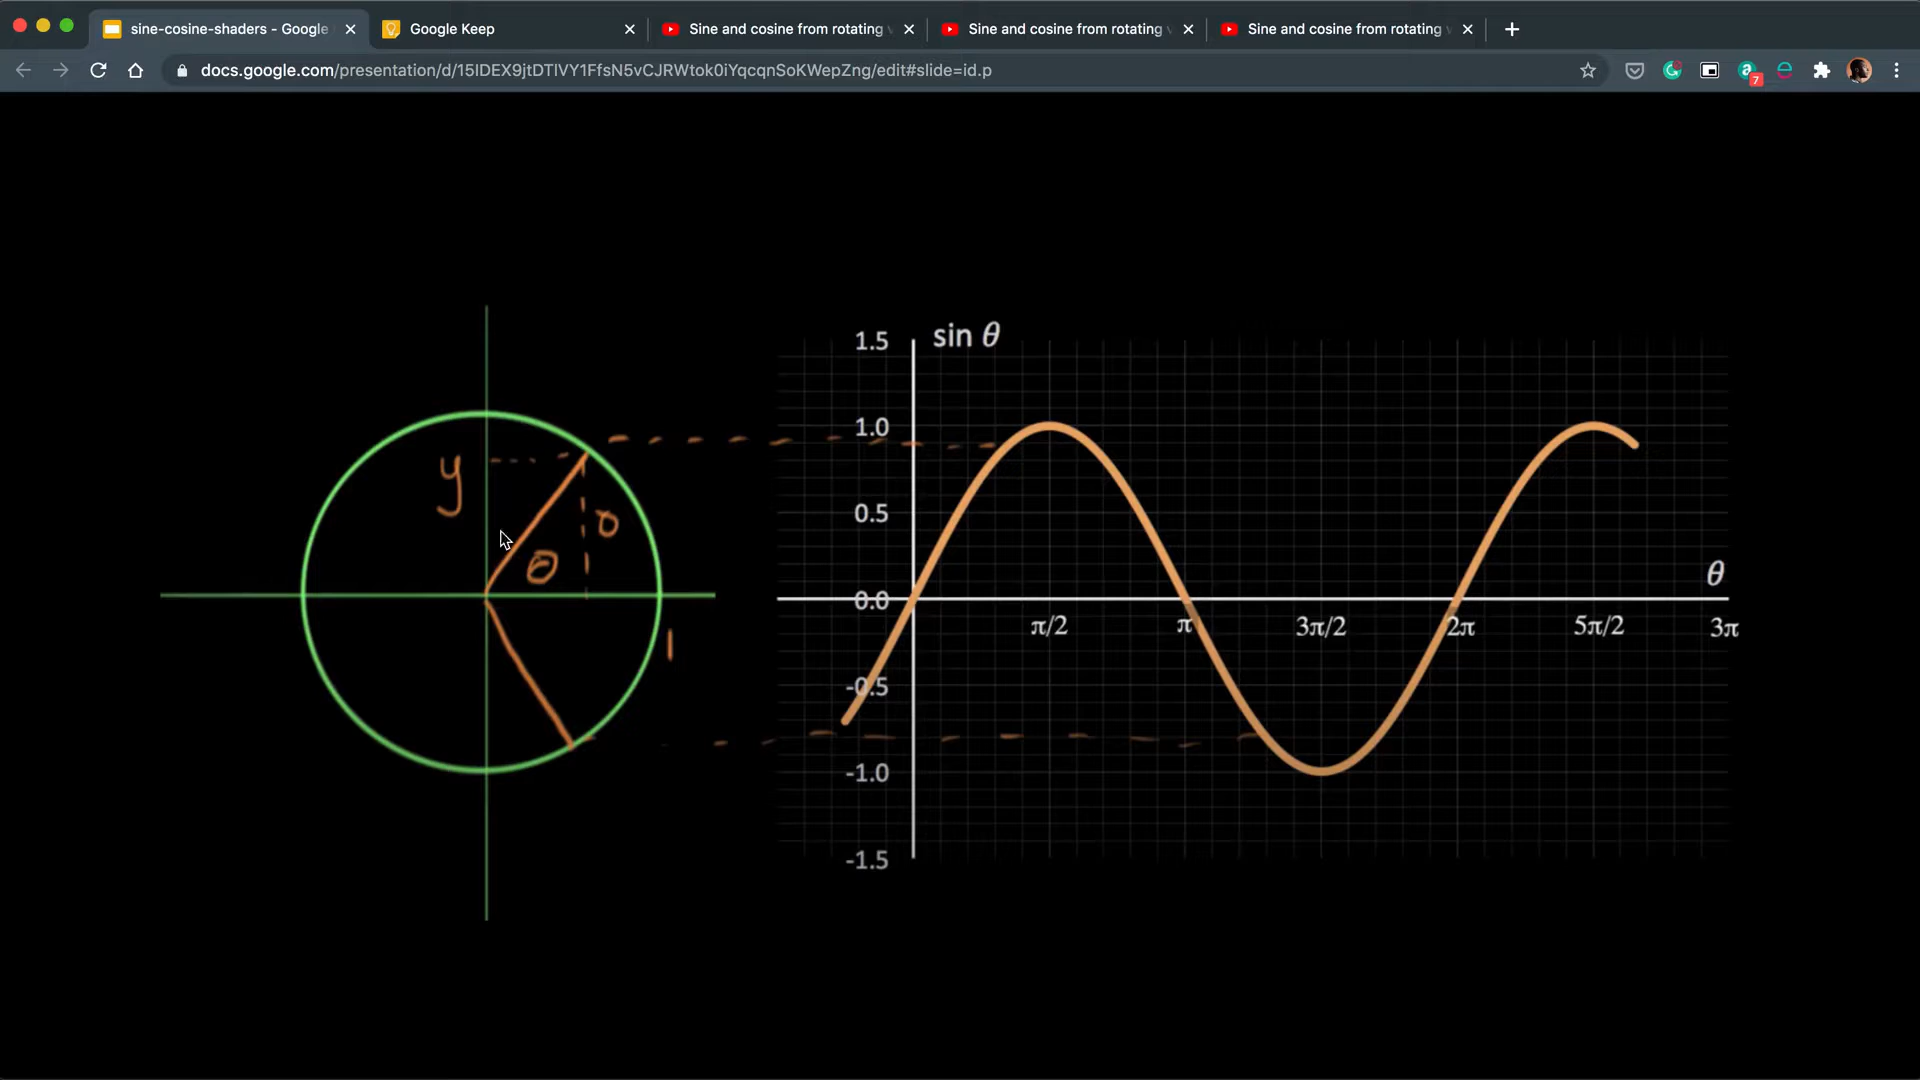 sine-cosine-shaders - Google
Google Keep
Sine and cosine from rotating v
Sine and cosine from rotating v
Sine and cosine from rotating v
docs.google.com/presentation/d/15IDEX9jtDTlVY1FfsN5vCJRWtok0iYqcqnSoKWepZng/edit#slide=id.p
7
sin θ
1.5
1.0
0.5
0.0
-0.5
-1.0
-1.5
π/2
π
3π/2
2π
5π/2
3π
θ
y
o
θ
1